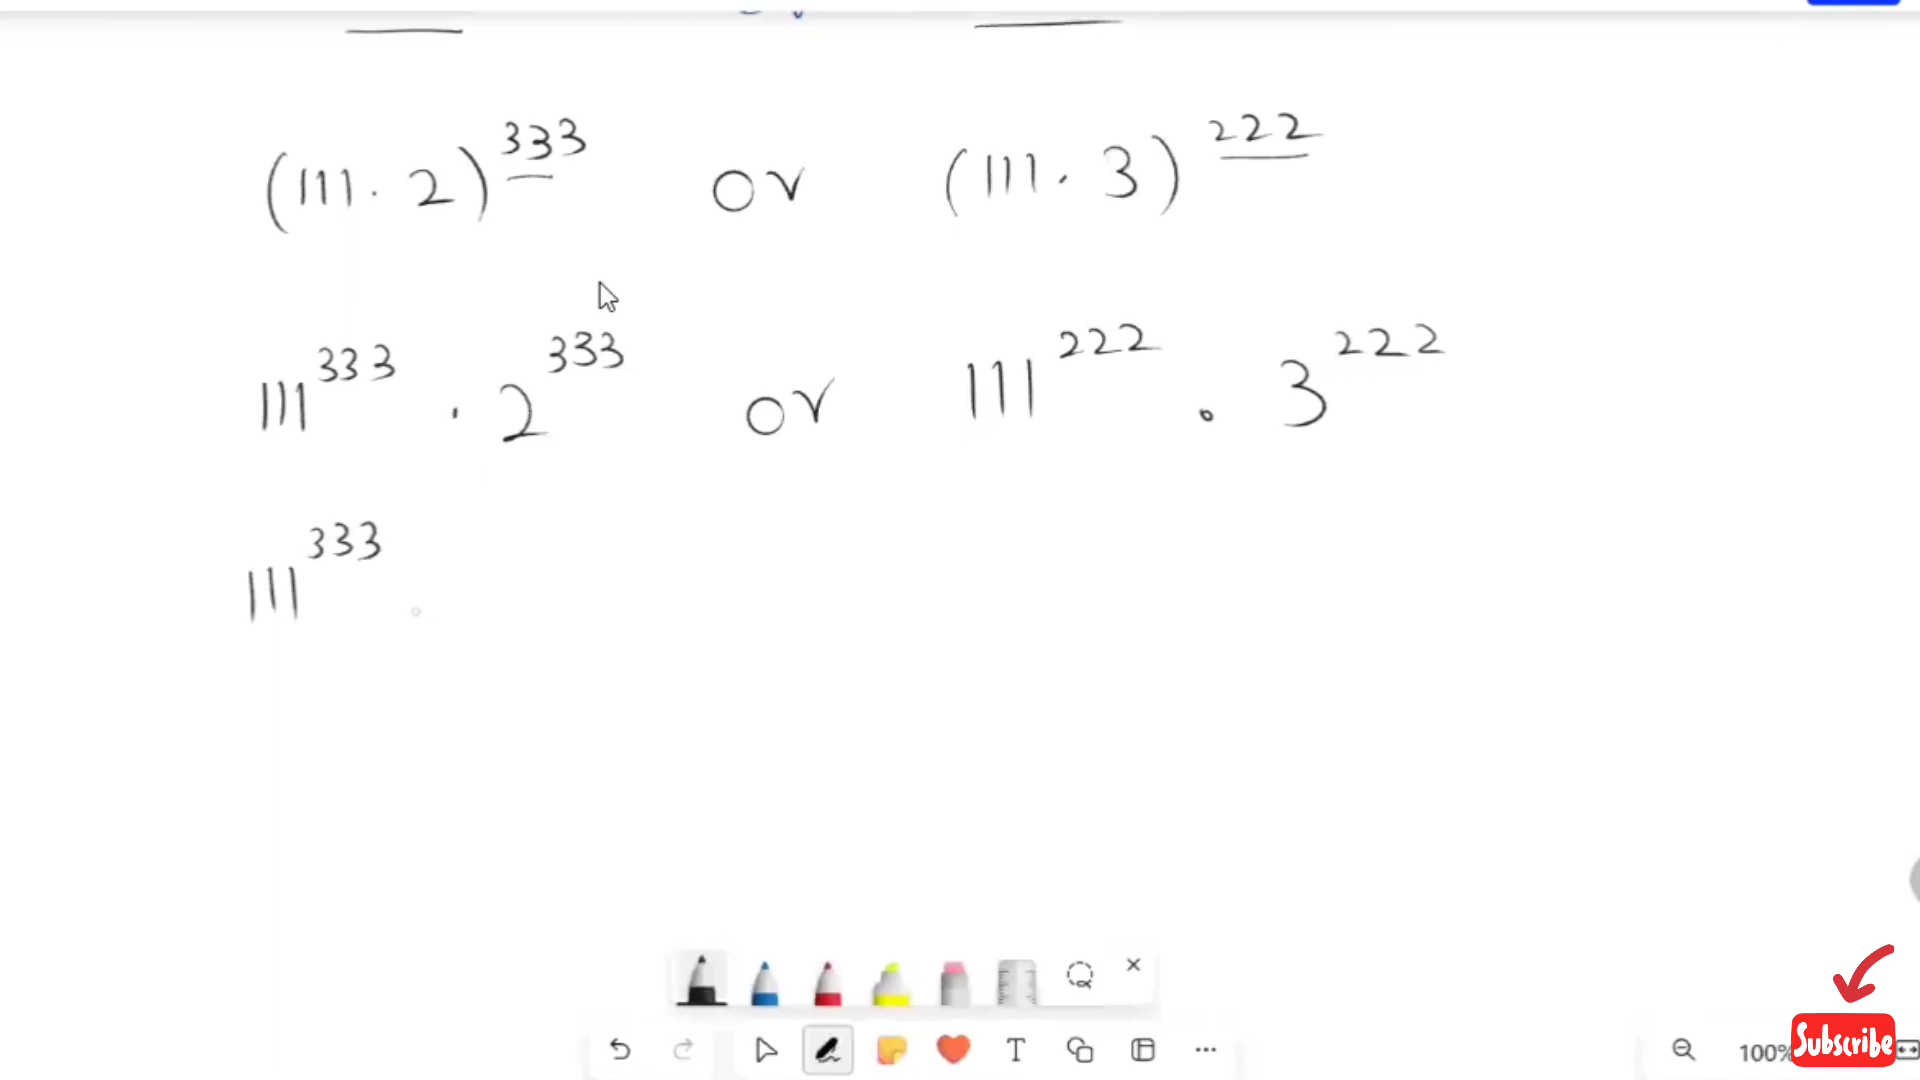 (111 · 2)^333 or (111 · 3)^222
111^333 · 2^333 or 111^222 · 3^222
111^333 ·
T ...
100%
Subscribe